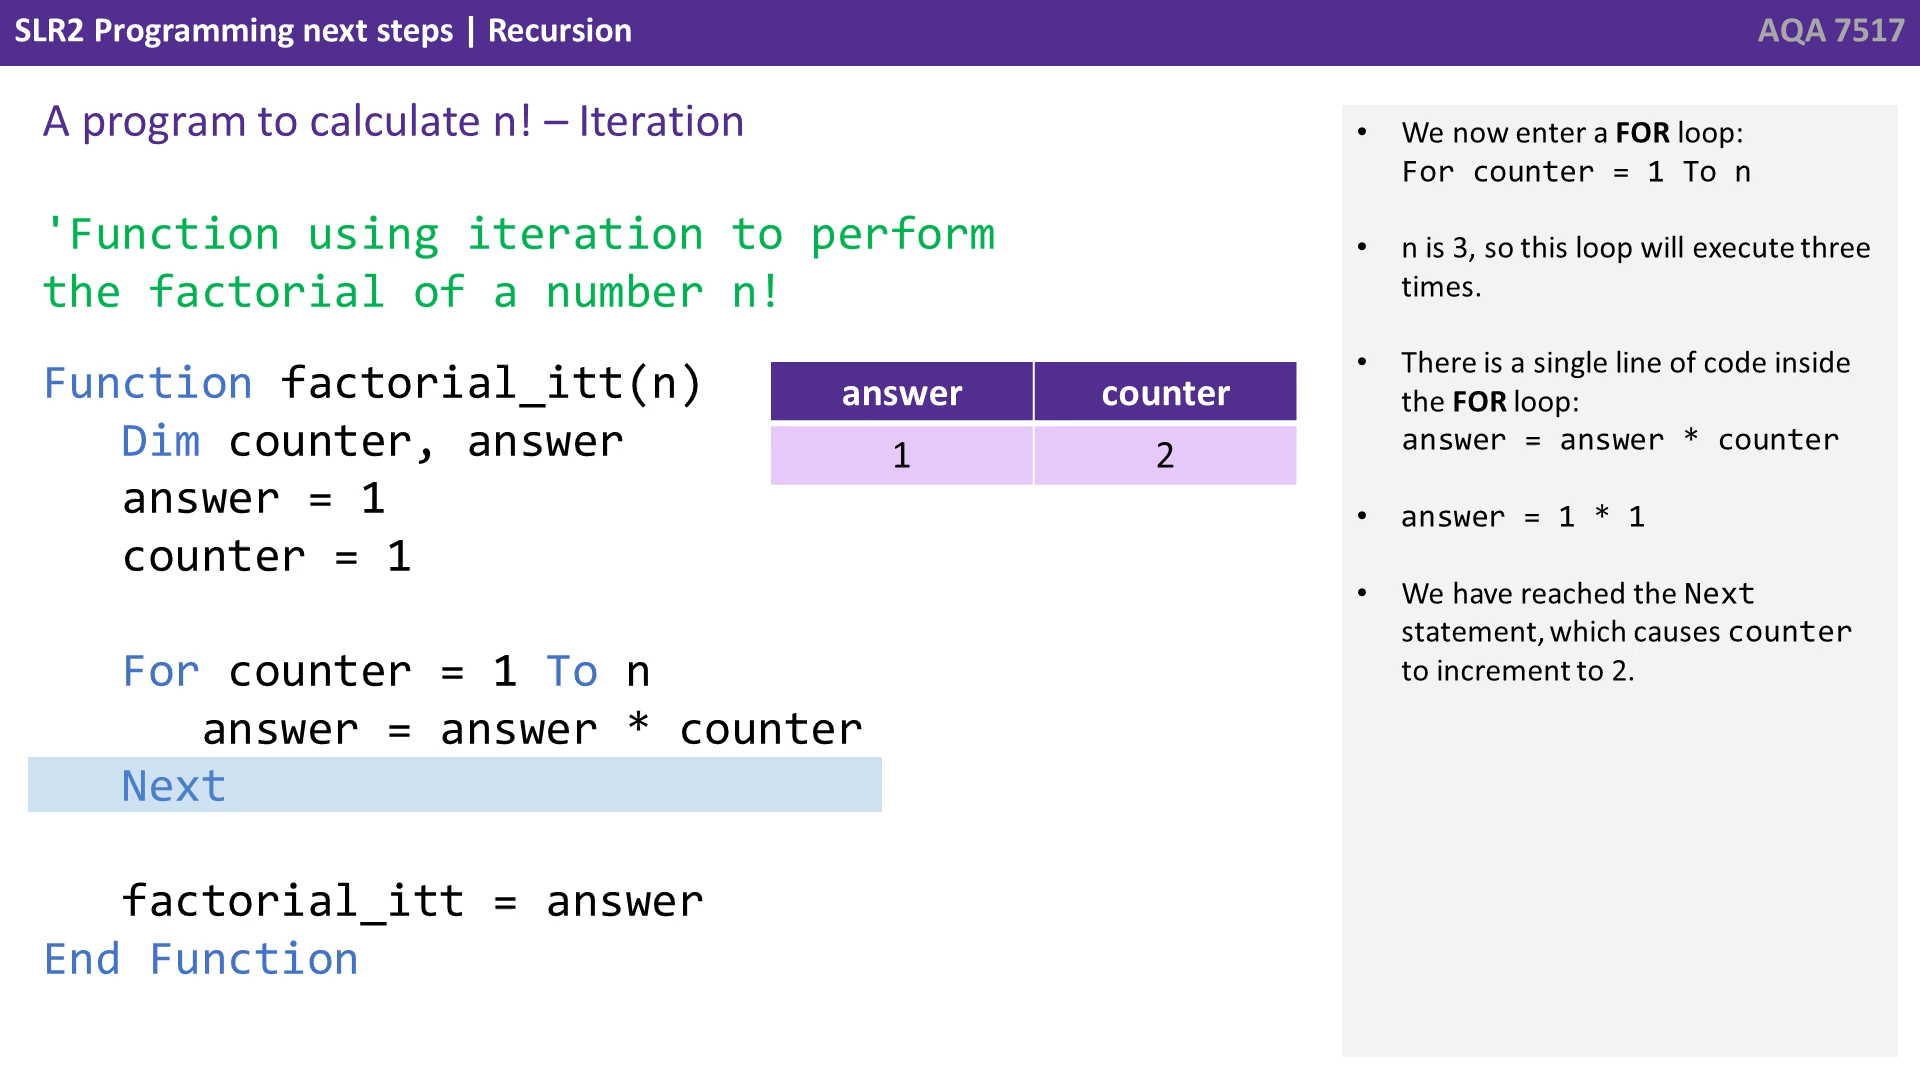 SLR2 Programming next steps | Recursion
AQA 7517
A program to calculate n! – Iteration
'Function using iteration to perform
the factorial of a number n!
Function factorial_itt(n)
Dim counter, answer
answer = 1
counter = 1
For counter = 1 To n
answer = answer * counter
Next
factorial_itt = answer
End Function
answer counter
1 2
• We now enter a FOR loop:
For counter = 1 To n
• n is 3, so this loop will execute three
times.
• There is a single line of code inside
the FOR loop:
answer = answer * counter
• answer = 1 * 1
• We have reached the Next
statement, which causes counter
to increment to 2.